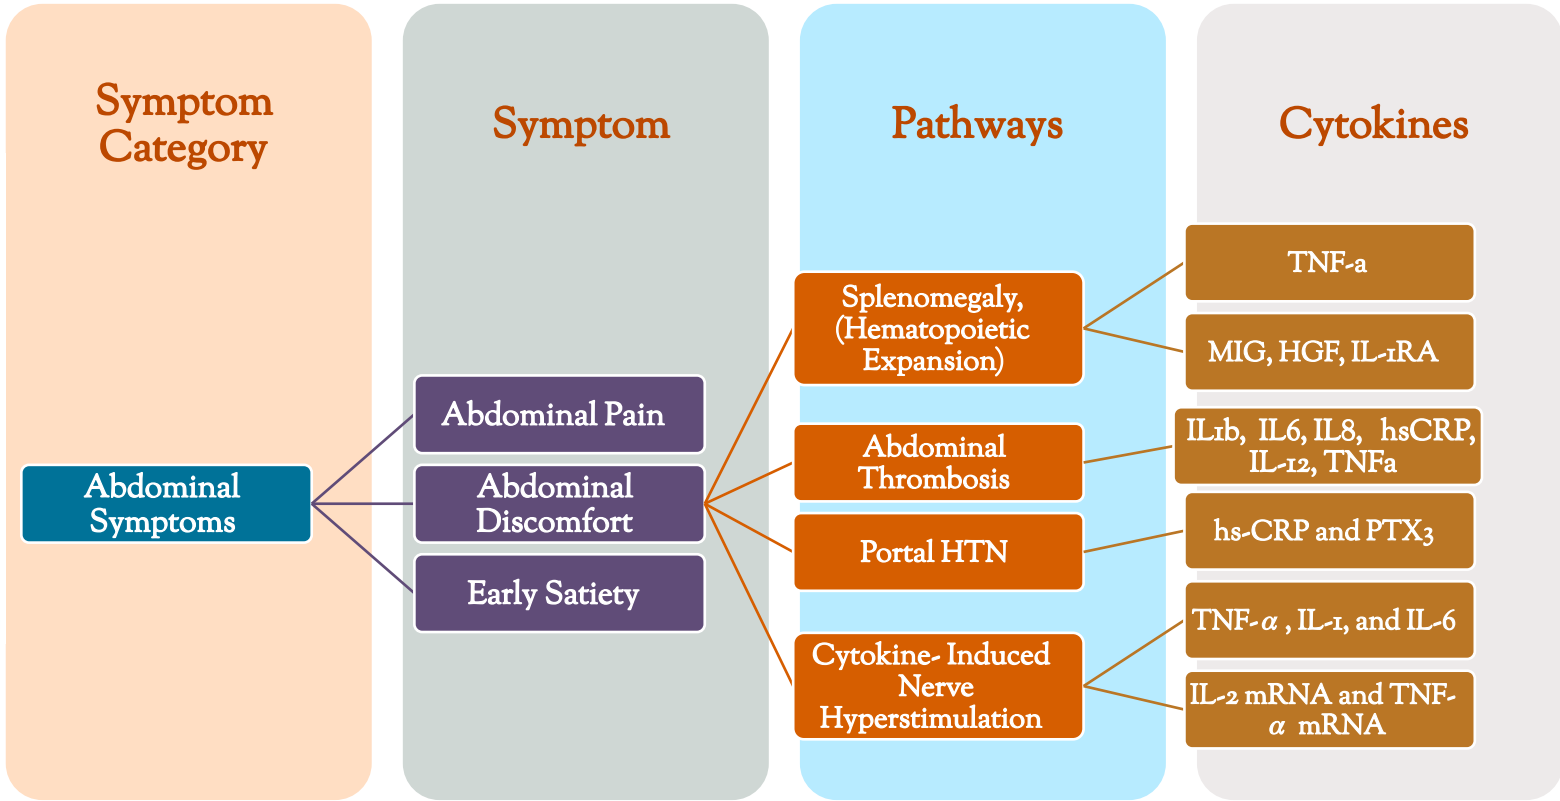 Symptom
Category
Symptom
Pathways
Cytokines
Abdominal
Symptoms
Abdominal Pain
Abdominal
Discomfort
Early Satiety
Splenomegaly,
(Hematopoietic
Expansion)
Abdominal
Thrombosis
Portal HTN
Cytokine- Induced
Nerve
Hyperstimulation
TNF-a
MIG, HGF, IL-1RA
IL1b, IL6, IL8, hsCRP,
IL-12, TNFa
hs-CRP and PTX3
TNF-α , IL-1, and IL-6
IL-2 mRNA and TNF-
α mRNA